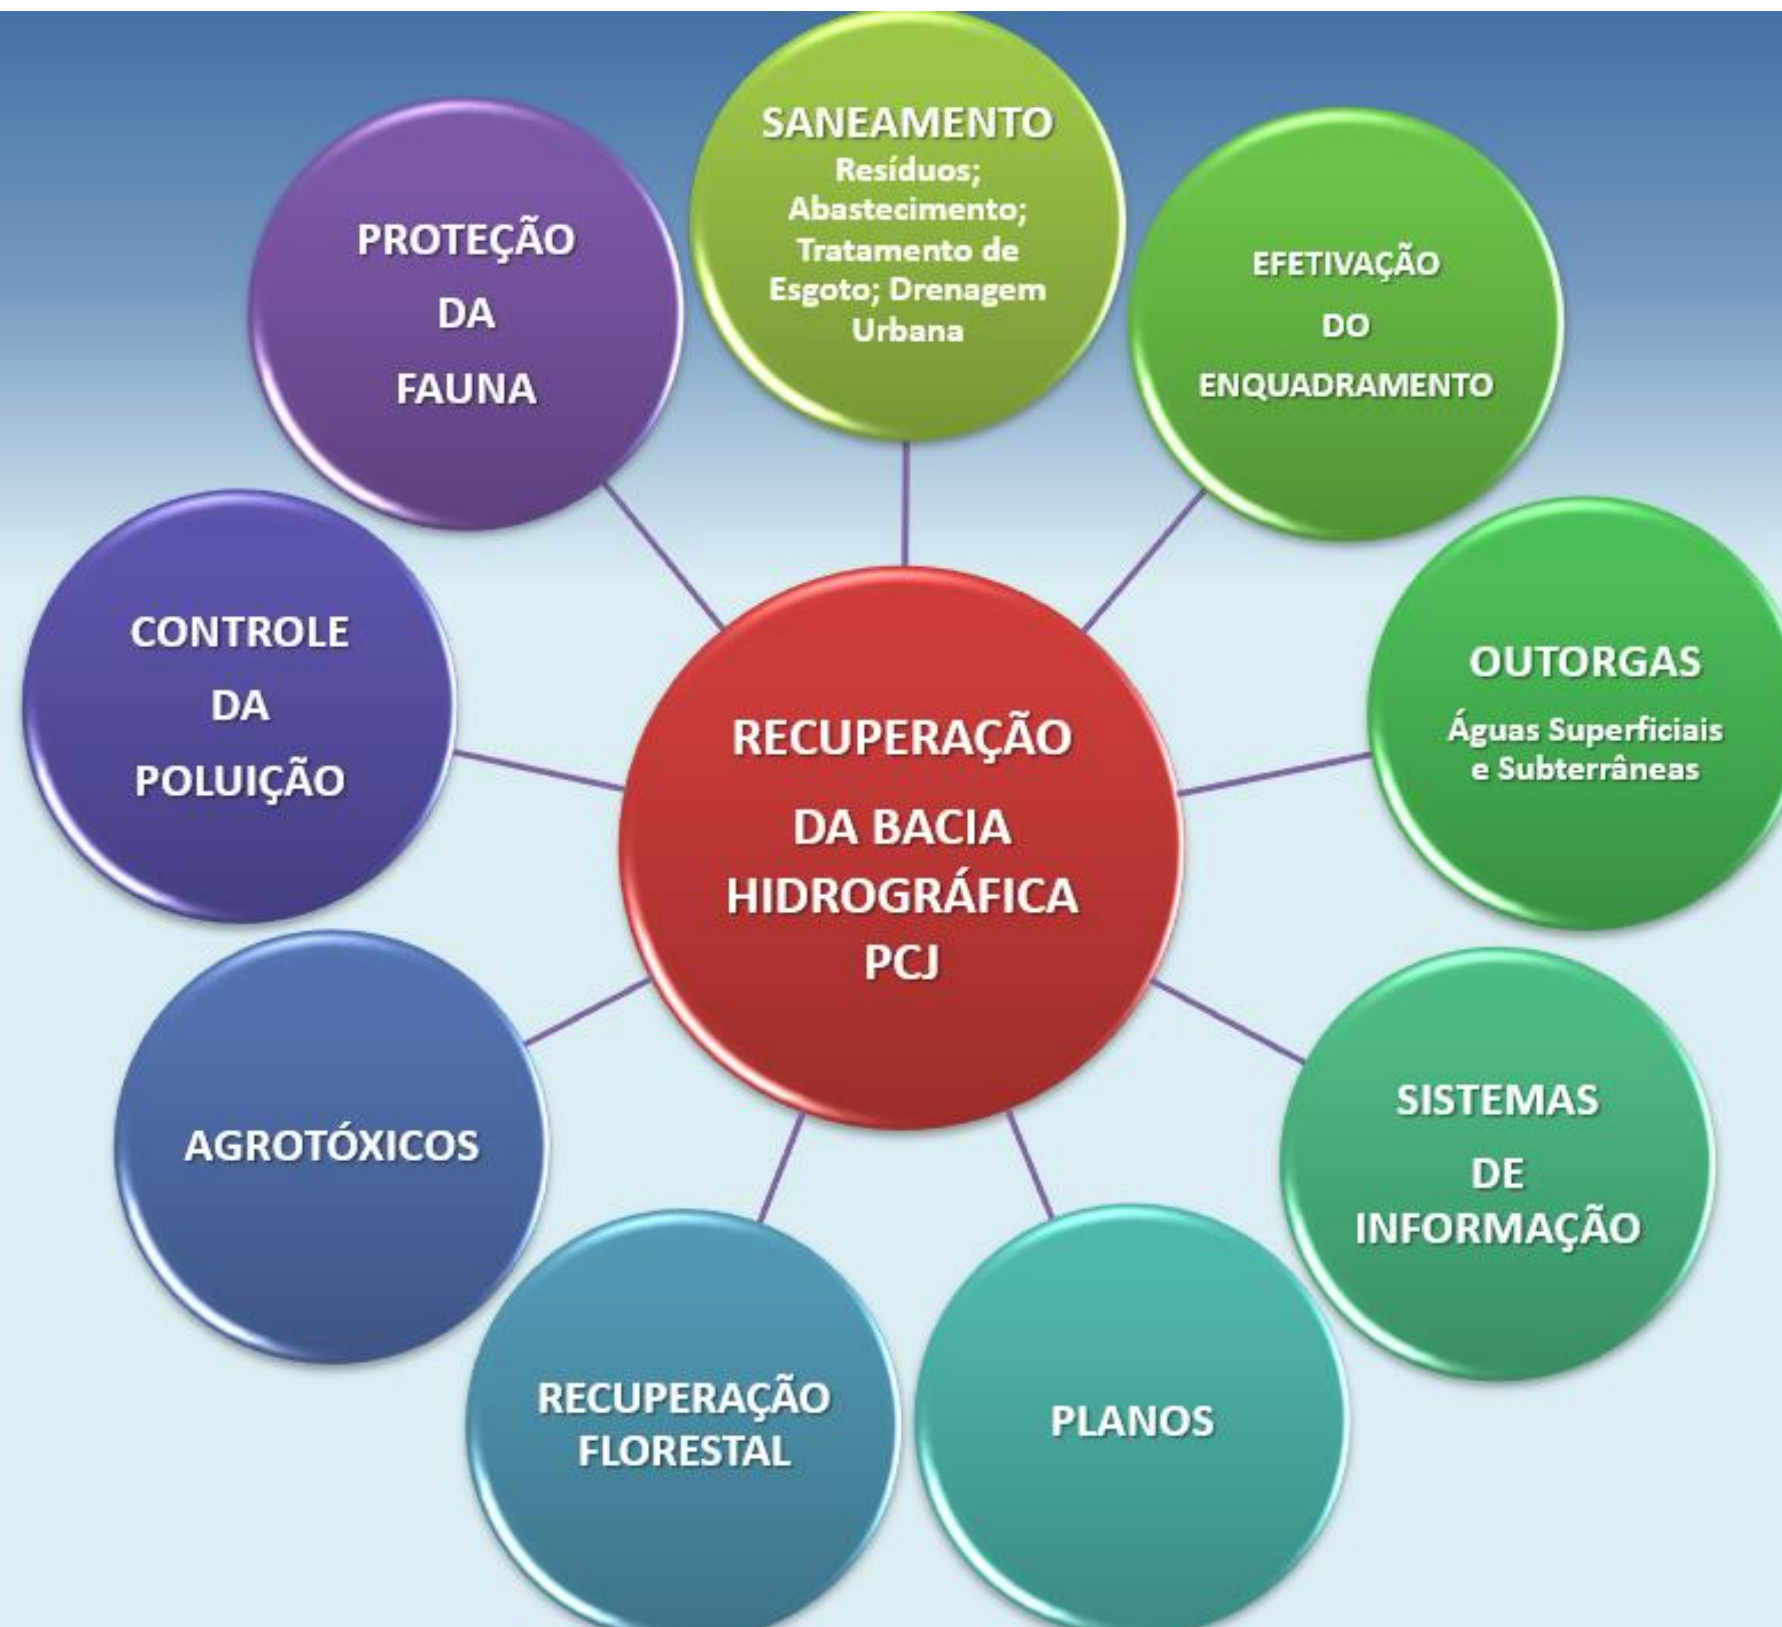 SANEAMENTO
Resíduos;
Abastecimento;
Tratamento de
Esgoto; Drenagem
Urbana
EFETIVAÇÃO
DO
ENQUADRAMENTO
OUTORGAS
Águas Superficiais
e Subterrâneas
SISTEMAS
DE
INFORMAÇÃO
PLANOS
RECUPERAÇÃO
FLORESTAL
AGROTÓXICOS
CONTROLE
DA
POLUIÇÃO
PROTEÇÃO
DA
FAUNA
RECUPERAÇÃO
DA BACIA
HIDROGRÁFICA
PCJ